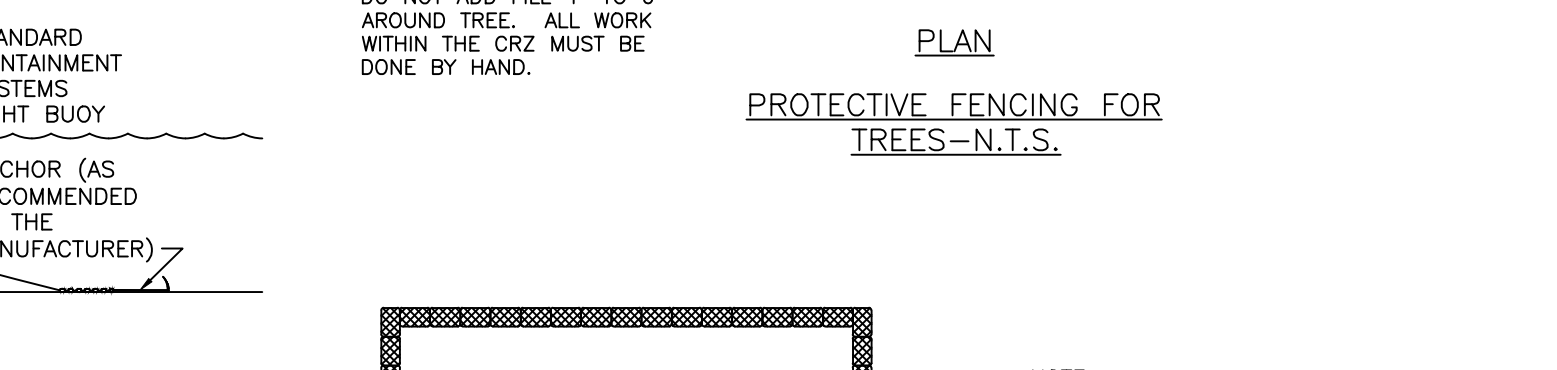 AROUND TREE. ALL WORK
WITHIN THE CRZ MUST BE
DONE BY HAND.
PLAN
PROTECTIVE FENCING FOR
TREES-N.T.S.
ANDARD
NTAINMENT
STEMS
HT BUOY
CHOR (AS
COMMENDED
THE
NUFACTURER)